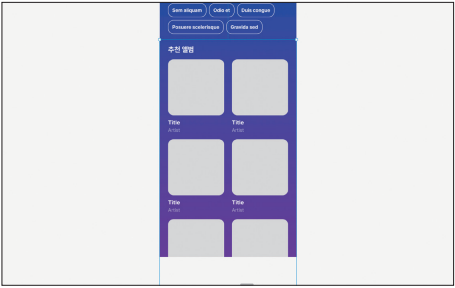 Sem aliquam Odio et Duis congue
Posuere scelerisque Gravida sed
추천 앨범
Title Title
Artist Artist
Title Title
Artist Artist